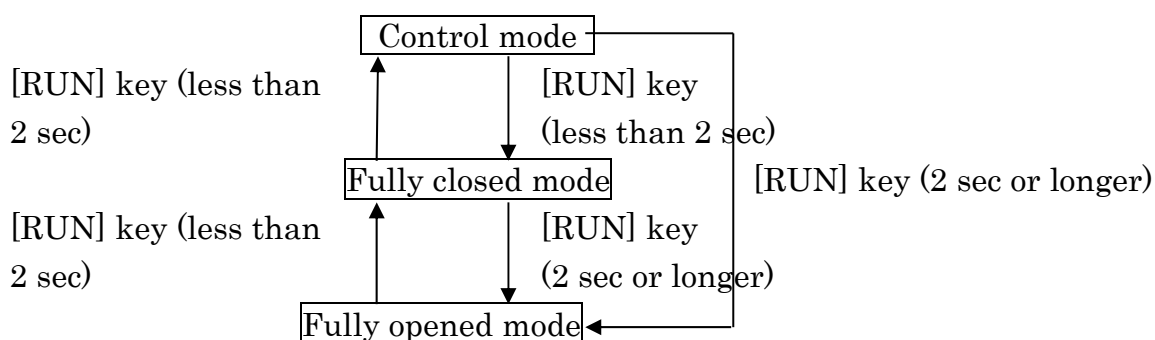 Control mode
[RUN] key (less than
2 sec)
[RUN] key
(less than 2 sec)
Fully closed mode
[RUN] key (2 sec or longer)
[RUN] key (less than
2 sec)
[RUN] key
(2 sec or longer)
Fully opened mode